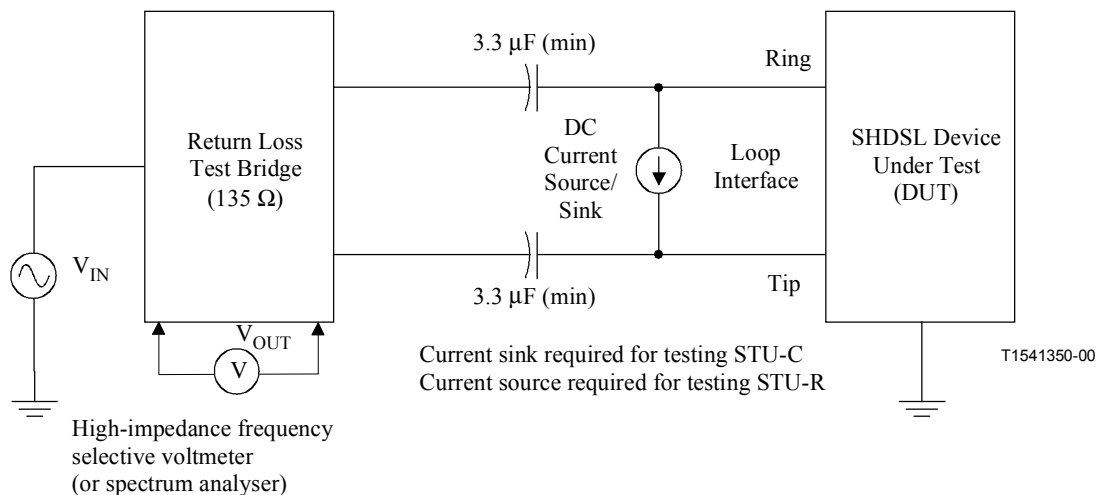 3.3 µF (min)
Ring
Return Loss
Test Bridge
(135 Ω)
DC
Current
Source/
Sink
Loop
Interface
SHDSL Device
Under Test
(DUT)
V_IN
3.3 µF (min)
Tip
V_OUT
V
Current sink required for testing STU-C
Current source required for testing STU-R
T1541350-00
High-impedance frequency
selective voltmeter
(or spectrum analyser)